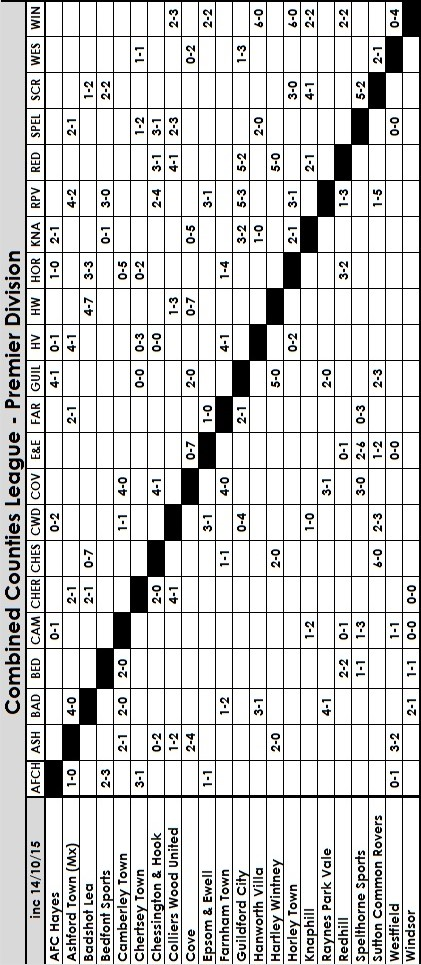 Combined Counties League - Premier Division
inc 14/10/15 AFCH ASH BAD BED CAM CHER CHES CWD COV E&E FAR GUIL HV HW HOR KNA RPV RED SPEL SCR WES WIN
AFC Hayes 0-1 0-2 4-1 0-1 1-0 2-1
Ashford Town (Mx) 1-0 4-0 2-1 2-1 4-1 4-2 2-1
Badshot Lea 2-1 0-7 4-7 3-3 1-2
Bedfont Sports 2-3 0-1 3-0 2-2
Camberley Town 2-1 2-0 2-0 1-1 4-0 0-5
Chertsey Town 3-1 0-0 0-3 0-2 1-2 1-1
Chessington & Hook 0-2 2-0 4-1 0-0 2-4 3-1 3-1
Colliers Wood United 1-2 4-1 1-3 4-1 2-3 2-3
Cove 2-4 0-7 2-0 0-7 0-5 0-2
Epsom & Ewell 1-1 3-1 1-0 3-1 2-2
Farnham Town 1-2 1-1 4-0 4-1 1-4
Guildford City 0-4 2-1 3-2 5-3 5-2 1-3
Hanworth Villa 3-1 1-0 2-0 6-0
Hartley Wintney 2-0 2-0 5-0 5-0
Horley Town 0-2 2-1 3-1 3-0 6-0
Knaphill 1-2 1-0 2-1 4-1 2-2
Raynes Park Vale 4-1 3-1 2-0
Redhill 2-2 0-1 0-1 3-2 1-3 2-2
Spelthorne Sports 1-1 1-3 3-0 2-6 0-3 5-2
Sutton Common Rovers 6-0 2-3 1-2 2-3 1-5 2-1
Westfield 0-1 3-2 1-1 0-0 0-0 0-4
Windsor 2-1 1-1 0-0 0-0